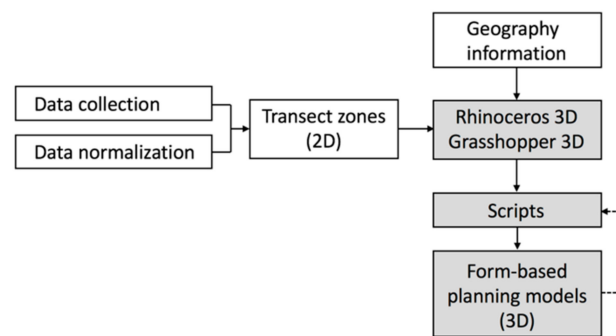 Geography
information
Data collection
Data normalization
Transect zones
(2D)
Rhinoceros 3D
Grasshopper 3D
Scripts
Form-based
planning models
(3D)